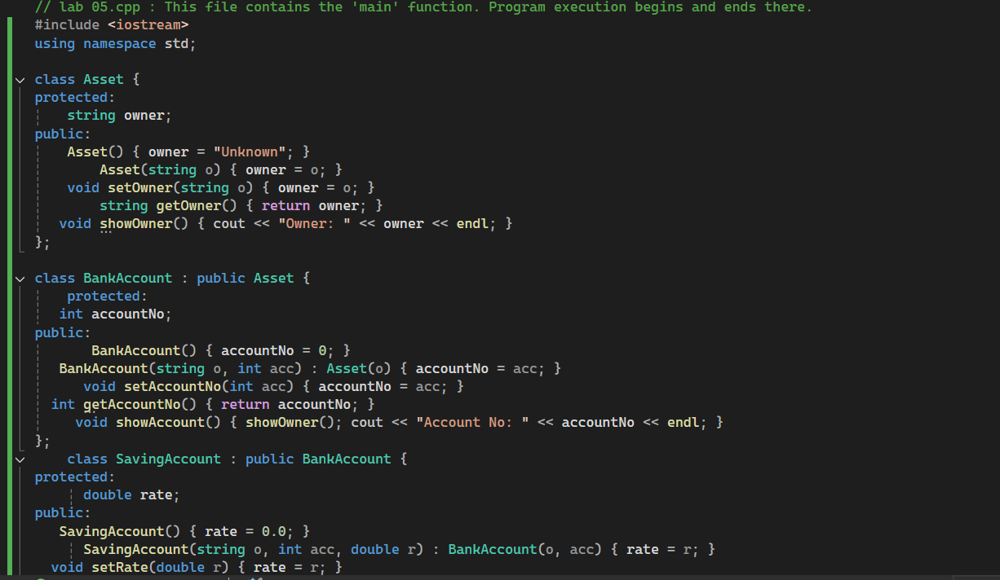 // lab 05.cpp : This file contains the 'main' function. Program execution begins and ends there.
#include <iostream>
using namespace std;
class Asset {
protected:
string owner;
public:
Asset() { owner = "Unknown"; }
Asset(string o) { owner = o; }
void setOwner(string o) { owner = o; }
string getOwner() { return owner; }
void showOwner() { cout << "Owner: " << owner << endl; }
};
class BankAccount : public Asset {
protected:
int accountNo;
public:
BankAccount() { accountNo = 0; }
BankAccount(string o, int acc) : Asset(o) { accountNo = acc; }
void setAccountNo(int acc) { accountNo = acc; }
int getAccountNo() { return accountNo; }
void showAccount() { showOwner(); cout << "Account No: " << accountNo << endl; }
};
class SavingAccount : public BankAccount {
protected:
double rate;
public:
SavingAccount() { rate = 0.0; }
SavingAccount(string o, int acc, double r) : BankAccount(o, acc) { rate = r; }
void setRate(double r) { rate = r; }